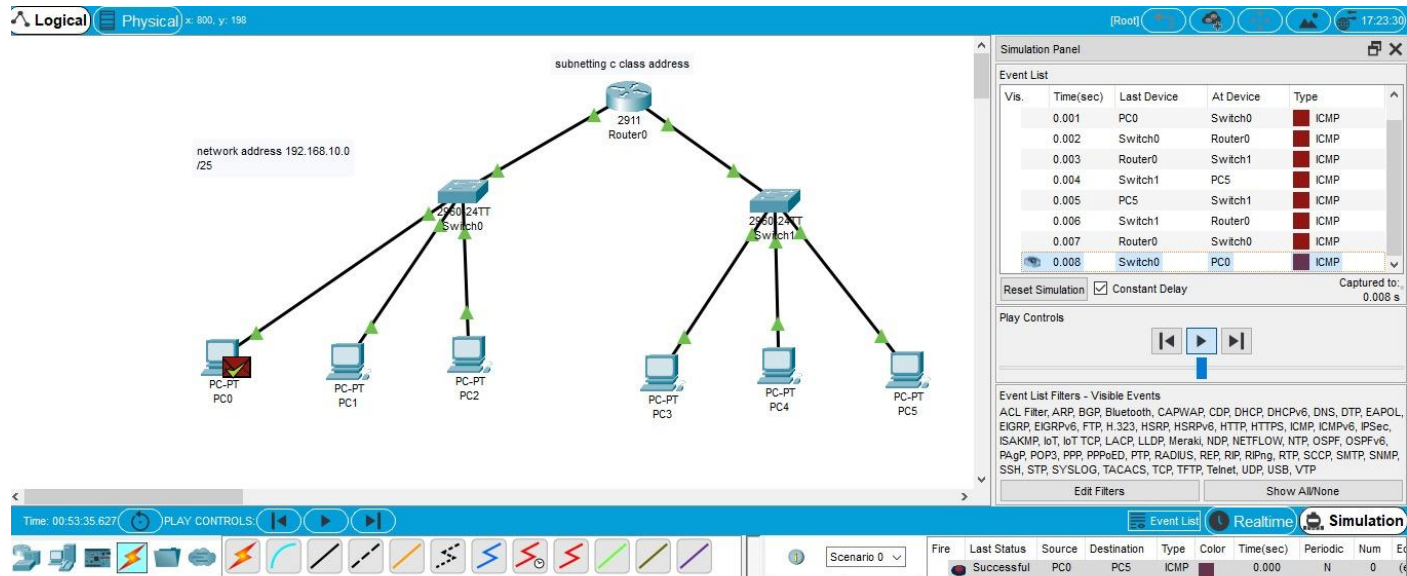 Logical Physical x: 800, y: 198 [Root] 17:23:30
subnetting c class address
2911
Router0
network address 192.168.10.0
/25
2960-24TT
Switch0
2960-24TT
Switch1
PC-PT
PC0
PC-PT
PC1
PC-PT
PC2
PC-PT
PC3
PC-PT
PC4
PC-PT
PC5
Simulation Panel
Event List
Vis. Time(sec) Last Device At Device Type
0.001 PC0 Switch0 ICMP
0.002 Switch0 Router0 ICMP
0.003 Router0 Switch1 ICMP
0.004 Switch1 PC5 ICMP
0.005 PC5 Switch1 ICMP
0.006 Switch1 Router0 ICMP
0.007 Router0 Switch0 ICMP
0.008 Switch0 PC0 ICMP
Reset Simulation Constant Delay Captured to:
0.008 s
Play Controls
Event List Filters - Visible Events
ACL Filter, ARP, BGP, Bluetooth, CAPWAP, CDP, DHCP, DHCPv6, DNS, DTP, EAPOL,
EIGRP, EIGRPv6, FTP, H.323, HSRP, HSRPv6, HTTP, HTTPS, ICMP, ICMPv6, IPSec,
ISAKMP, IoT, IoT TCP, LACP, LLDP, Meraki, NDP, NETFLOW, NTP, OSPF, OSPFv6,
PAgP, POP3, PPP, PPPoED, PTP, RADIUS, REP, RIP, RIPng, RTP, SCCP, SMTP, SNMP,
SSH, STP, SYSLOG, TACACS, TCP, TFTP, Telnet, UDP, USB, VTP
Edit Filters Show All/None
Time: 00:53:35.627 PLAY CONTROLS: Event List Realtime Simulation
Scenario 0
Fire Last Status Source Destination Type Color Time(sec) Periodic Num
Successful PC0 PC5 ICMP 0.000 N 0